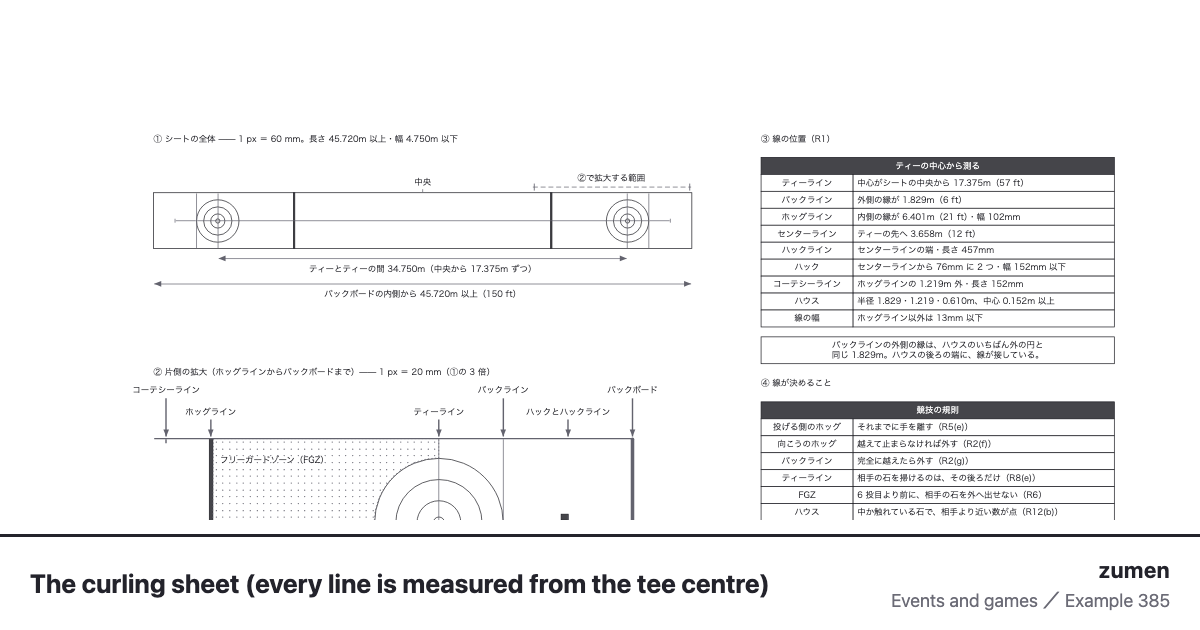 ① シートの全体 —— 1 px = 60 mm。長さ 45.720m 以上・幅 4.750m 以下
中央
②で拡大する範囲
ティーとティーの間 34.750m（中央から 17.375m ずつ）
バックボードの内側から 45.720m 以上（150 ft）
② 片側の拡大（ホッグラインからバックボードまで）—— 1 px = 20 mm（①の 3 倍）
コーテシーライン
バックライン
バックボード
ホッグライン
ティーライン
ハックとハックライン
フリーガードゾーン（FGZ）
③ 線の位置（R1）
ティーの中心から測る
ティーライン 中心がシートの中央から 17.375m（57 ft）
バックライン 外側の縁が 1.829m（6 ft）
ホッグライン 内側の縁が 6.401m（21 ft）・幅 102mm
センターライン ティーの先へ 3.658m（12 ft）
ハックライン センターラインの端・長さ 457mm
ハック センターラインから 76mm に 2 つ・幅 152mm 以下
コーテシーライン ホッグラインの 1.219m 外・長さ 152mm
ハウス 半径 1.829・1.219・0.610m、中心 0.152m 以上
線の幅 ホッグライン以外は 13mm 以下
バックラインの外側の縁は、ハウスのいちばん外の円と
同じ 1.829m。ハウスの後ろの端に、線が接している。
④ 線が決めること
競技の規則
投げる側のホッグ それまでに手を離す（R5(e)）
向こうのホッグ 越えて止まらなければ外す（R2(f)）
バックライン 完全に越えたら外す（R2(g)）
ティーライン 相手の石を掃けるのは、その後ろだけ（R8(e)）
FGZ 6 投目より前に、相手の石を外へ出せない（R6）
ハウス 中か触れている石で、相手より近い数が点（R12(b)）
The curling sheet (every line is measured from the tee centre)
zumen
Events and games ／ Example 385